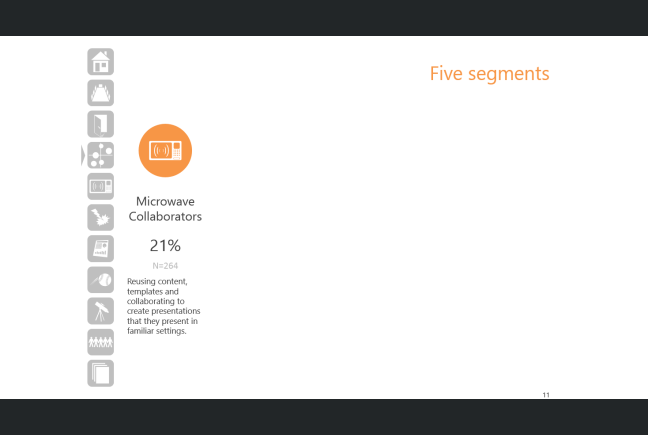 Five segments
Microwave
Collaborators
21%
N=264
Reusing content,
templates and
collaborating to
create presentations
that they present in
familiar settings.
11